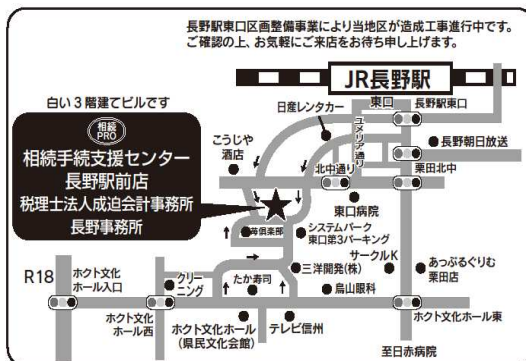 長野駅東口区画整備事業により当地区が造成工事進行中です。
ご確認の上、お気軽にご来店をお待ち申し上げます。
JR長野駅
白い3階建てビルです
相続
PRO
相続手続支援センター
長野駅前店
税理士法人成迫会計事務所
長野事務所
日産レンタカー
東口
長野駅東口
ユメリア通り
こうじや
酒店
長野朝日放送
北中通り
栗田北中
東口病院
倶楽部
システムパーク
東口第3パーキング
三洋開発(株)
サークルK
あっぷるぐりむ
栗田店
R18
ホクト文化
ホール入口
クリー
ニング
たか寿司
烏山眼科
ホクト文化
ホール西
ホクト文化ホール
(県民文化会館)
テレビ信州
ホクト文化ホール東
至日赤病院